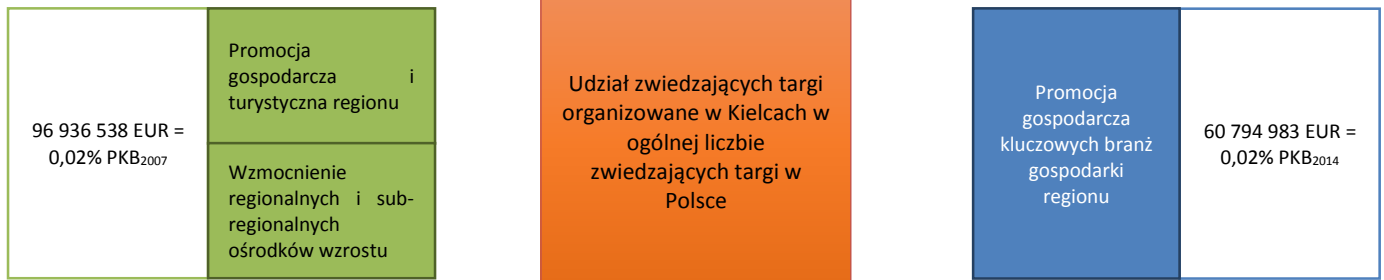 96 936 538 EUR =
0,02% PKB2007
Promocja
gospodarcza i
turystyczna regionu
Wzmocnienie
regionalnych i sub-
regionalnych
ośrodków wzrostu
Udział zwiedzających targi
organizowane w Kielcach w
ogólnej liczbie
zwiedzających targi w
Polsce
Promocja
gospodarcza
kluczowych branż
gospodarki
regionu
60 794 983 EUR =
0,02% PKB2014